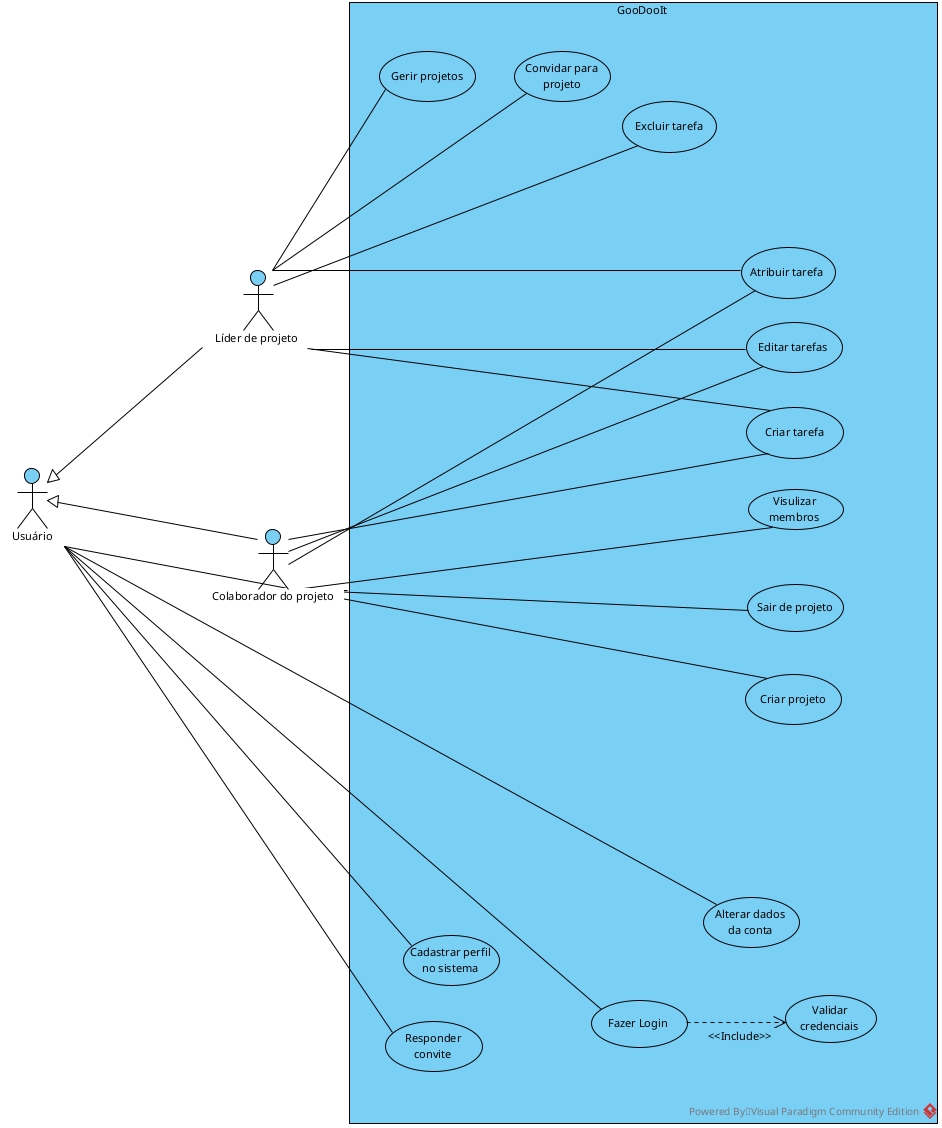 GooDooIt
Gerir projetos
Convidar para
projeto
Excluir tarefa
Atribuir tarefa
Líder de projeto
Editar tarefas
Criar tarefa
Visulizar
membros
Usuário
Colaborador do projeto
Sair de projeto
Criar projeto
Alterar dados
da conta
Cadastrar perfil
no sistema
Validar
credenciais
Fazer Login
<<Include>>
Responder
convite
Powered By Visual Paradigm Community Edition